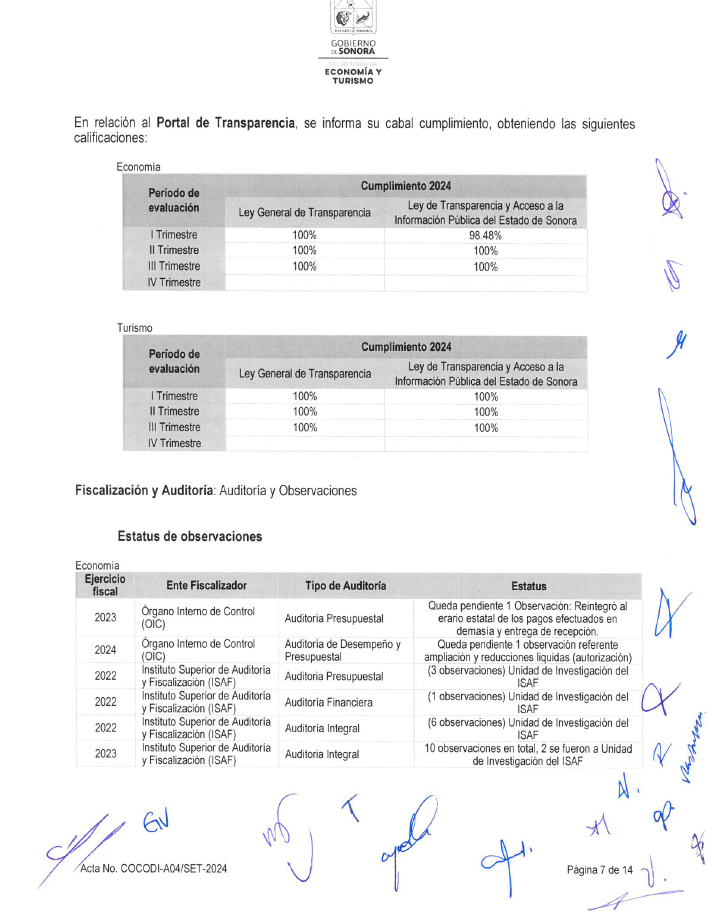 ESTADO DE SONORA
GOBIERNO
DE SONORA
SECRETARÍA DE
ECONOMÍA Y
TURISMO
En relación al Portal de Transparencia, se informa su cabal cumplimiento, obteniendo las siguientes
calificaciones:
Economía
Período de evaluación
Cumplimiento 2024
Ley General de Transparencia
Ley de Transparencia y Acceso a la
Información Pública del Estado de Sonora
I Trimestre 100% 98.48%
II Trimestre 100% 100%
III Trimestre 100% 100%
IV Trimestre
Turismo
Período de evaluación
Cumplimiento 2024
Ley General de Transparencia
Ley de Transparencia y Acceso a la
Información Pública del Estado de Sonora
I Trimestre 100% 100%
II Trimestre 100% 100%
III Trimestre 100% 100%
IV Trimestre
Fiscalización y Auditoría: Auditoria y Observaciones
Estatus de observaciones
Economía
Ejercicio fiscal Ente Fiscalizador Tipo de Auditoría Estatus
2023 Órgano Interno de Control (OIC) Auditoria Presupuestal Queda pendiente 1 Observación: Reintegró al erario estatal de los pagos efectuados en demasía y entrega de recepción.
2024 Órgano Interno de Control (OIC) Auditoría de Desempeño y Presupuestal Queda pendiente 1 observación referente ampliación y reducciones liquidas (autorización)
2022 Instituto Superior de Auditoría y Fiscalización (ISAF) Auditoria Presupuestal (3 observaciones) Unidad de Investigación del ISAF
2022 Instituto Superior de Auditoría y Fiscalización (ISAF) Auditoria Financiera (1 observaciones) Unidad de Investigación del ISAF
2022 Instituto Superior de Auditoría y Fiscalización (ISAF) Auditoria Integral (6 observaciones) Unidad de Investigación del ISAF
2023 Instituto Superior de Auditoría y Fiscalización (ISAF) Auditoria Integral 10 observaciones en total, 2 se fueron a Unidad de Investigación del ISAF
Acta No. COCODI-A04/SET-2024
Página 7 de 14